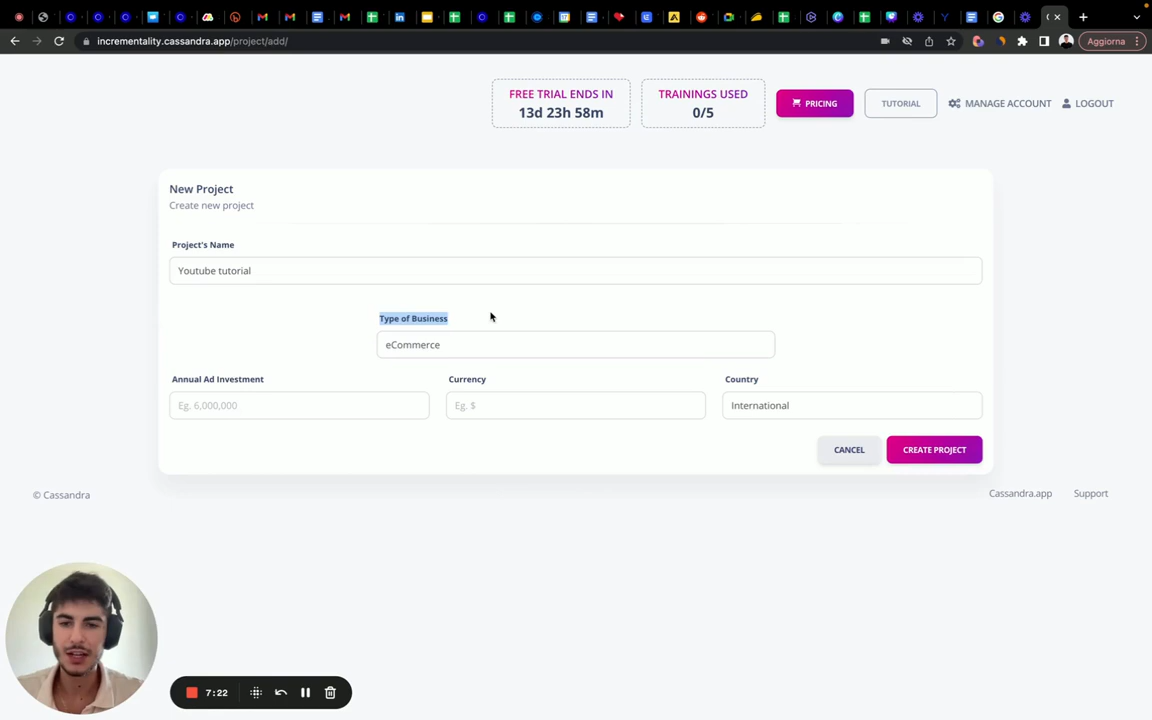 incrementality.cassandra.app/project/add/
Aggiorna
FREE TRIAL ENDS IN
13d 23h 58m
TRAININGS USED
0/5
PRICING
TUTORIAL
MANAGE ACCOUNT
LOGOUT
New Project
Create new project
Project's Name
Youtube tutorial
Type of Business
eCommerce
Annual Ad Investment
Currency
Country
Eg. 6,000,000
Eg. $
International
CANCEL
CREATE PROJECT
© Cassandra
Cassandra.app
Support
7:22